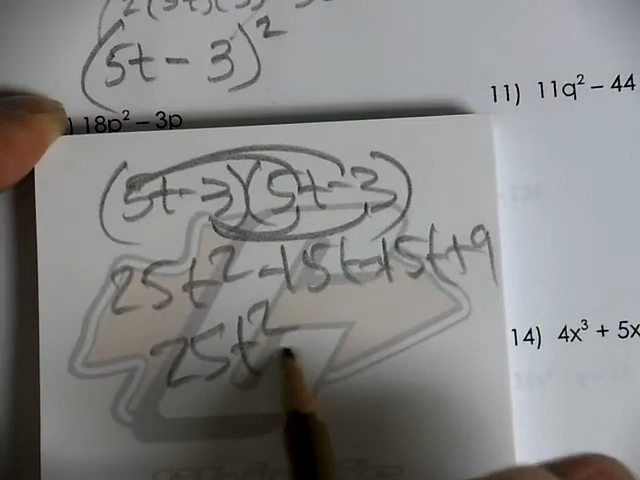 (5t - 3)²
11) 11q² - 44
18p² - 3p
(5t-3)(5t-3)
25t² -15t-15t+9
25t²
14) 4x³ + 5x